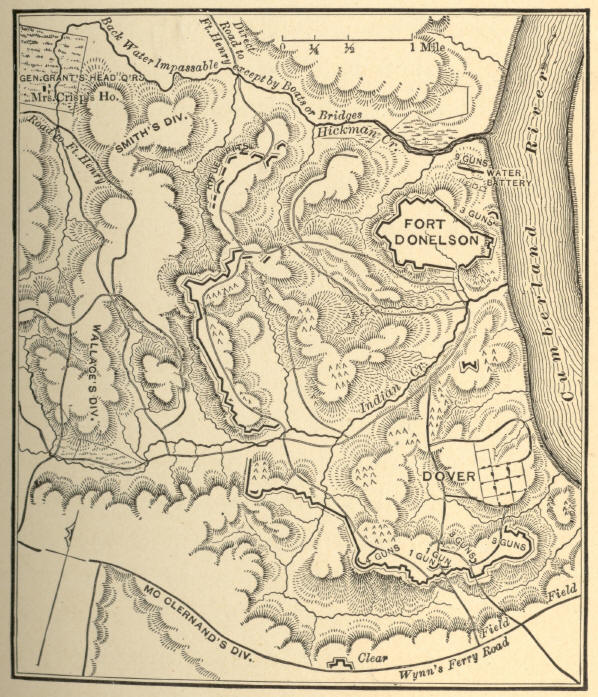 Back Water Impassable except by Boats or Bridges
Direct
Road to
Ft. Henry
0 ¼ ½ 1 Mile
GEN. GRANT'S HEAD Q'RS
Mrs. Crisp's Ho.
Road to Ft. Henry
SMITH'S DIV.
Hickman Cr.
9 GUNS
WATER
BATTERY
3 GUNS
FORT
DONELSON
Cumberland River
WALLACE'S DIV.
Indian Cr.
DOVER
GUNS
1 GUN
1 GUN
3 GUNS
MC CLERNAND'S DIV.
Clear
Field
Field
Wynn's Ferry Road